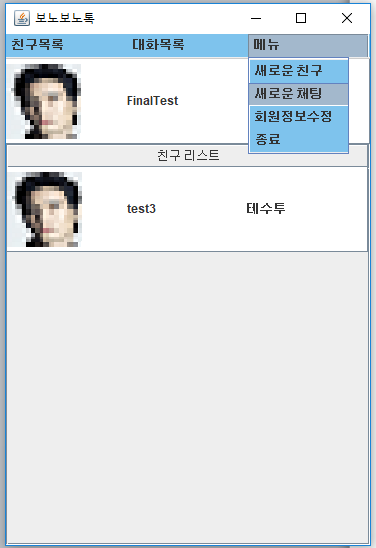 보노보노톡
친구목록 대화목록 메뉴
새로운 친구
새로운 채팅
회원정보수정
종료
FinalTest
친구 리스트
test3 테수투